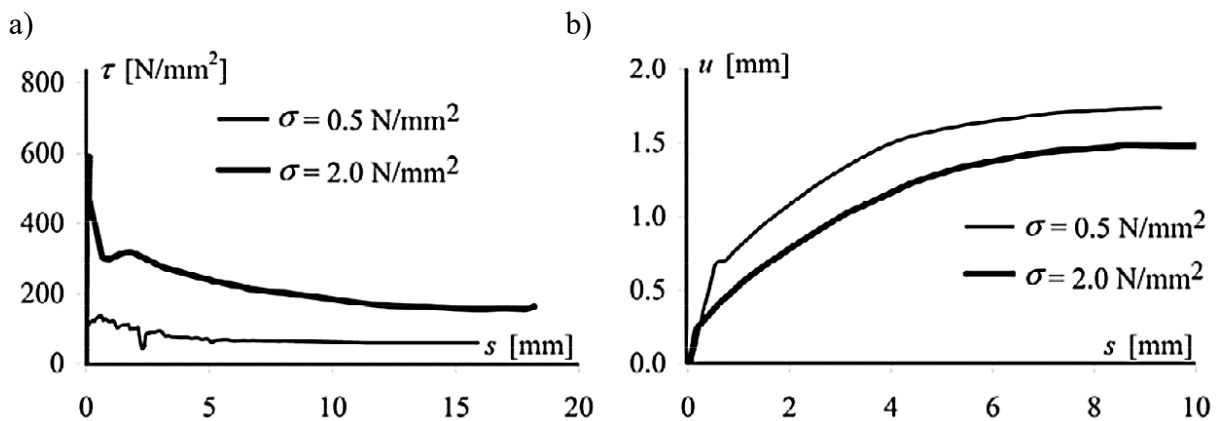 a)
τ [N/mm²]
800
600
400
200
0
σ = 0.5 N/mm²
σ = 2.0 N/mm²
s [mm]
0 5 10 15 20
b)
u [mm]
2.0
1.5
1.0
0.5
0.0
σ = 0.5 N/mm²
σ = 2.0 N/mm²
s [mm]
0 2 4 6 8 10